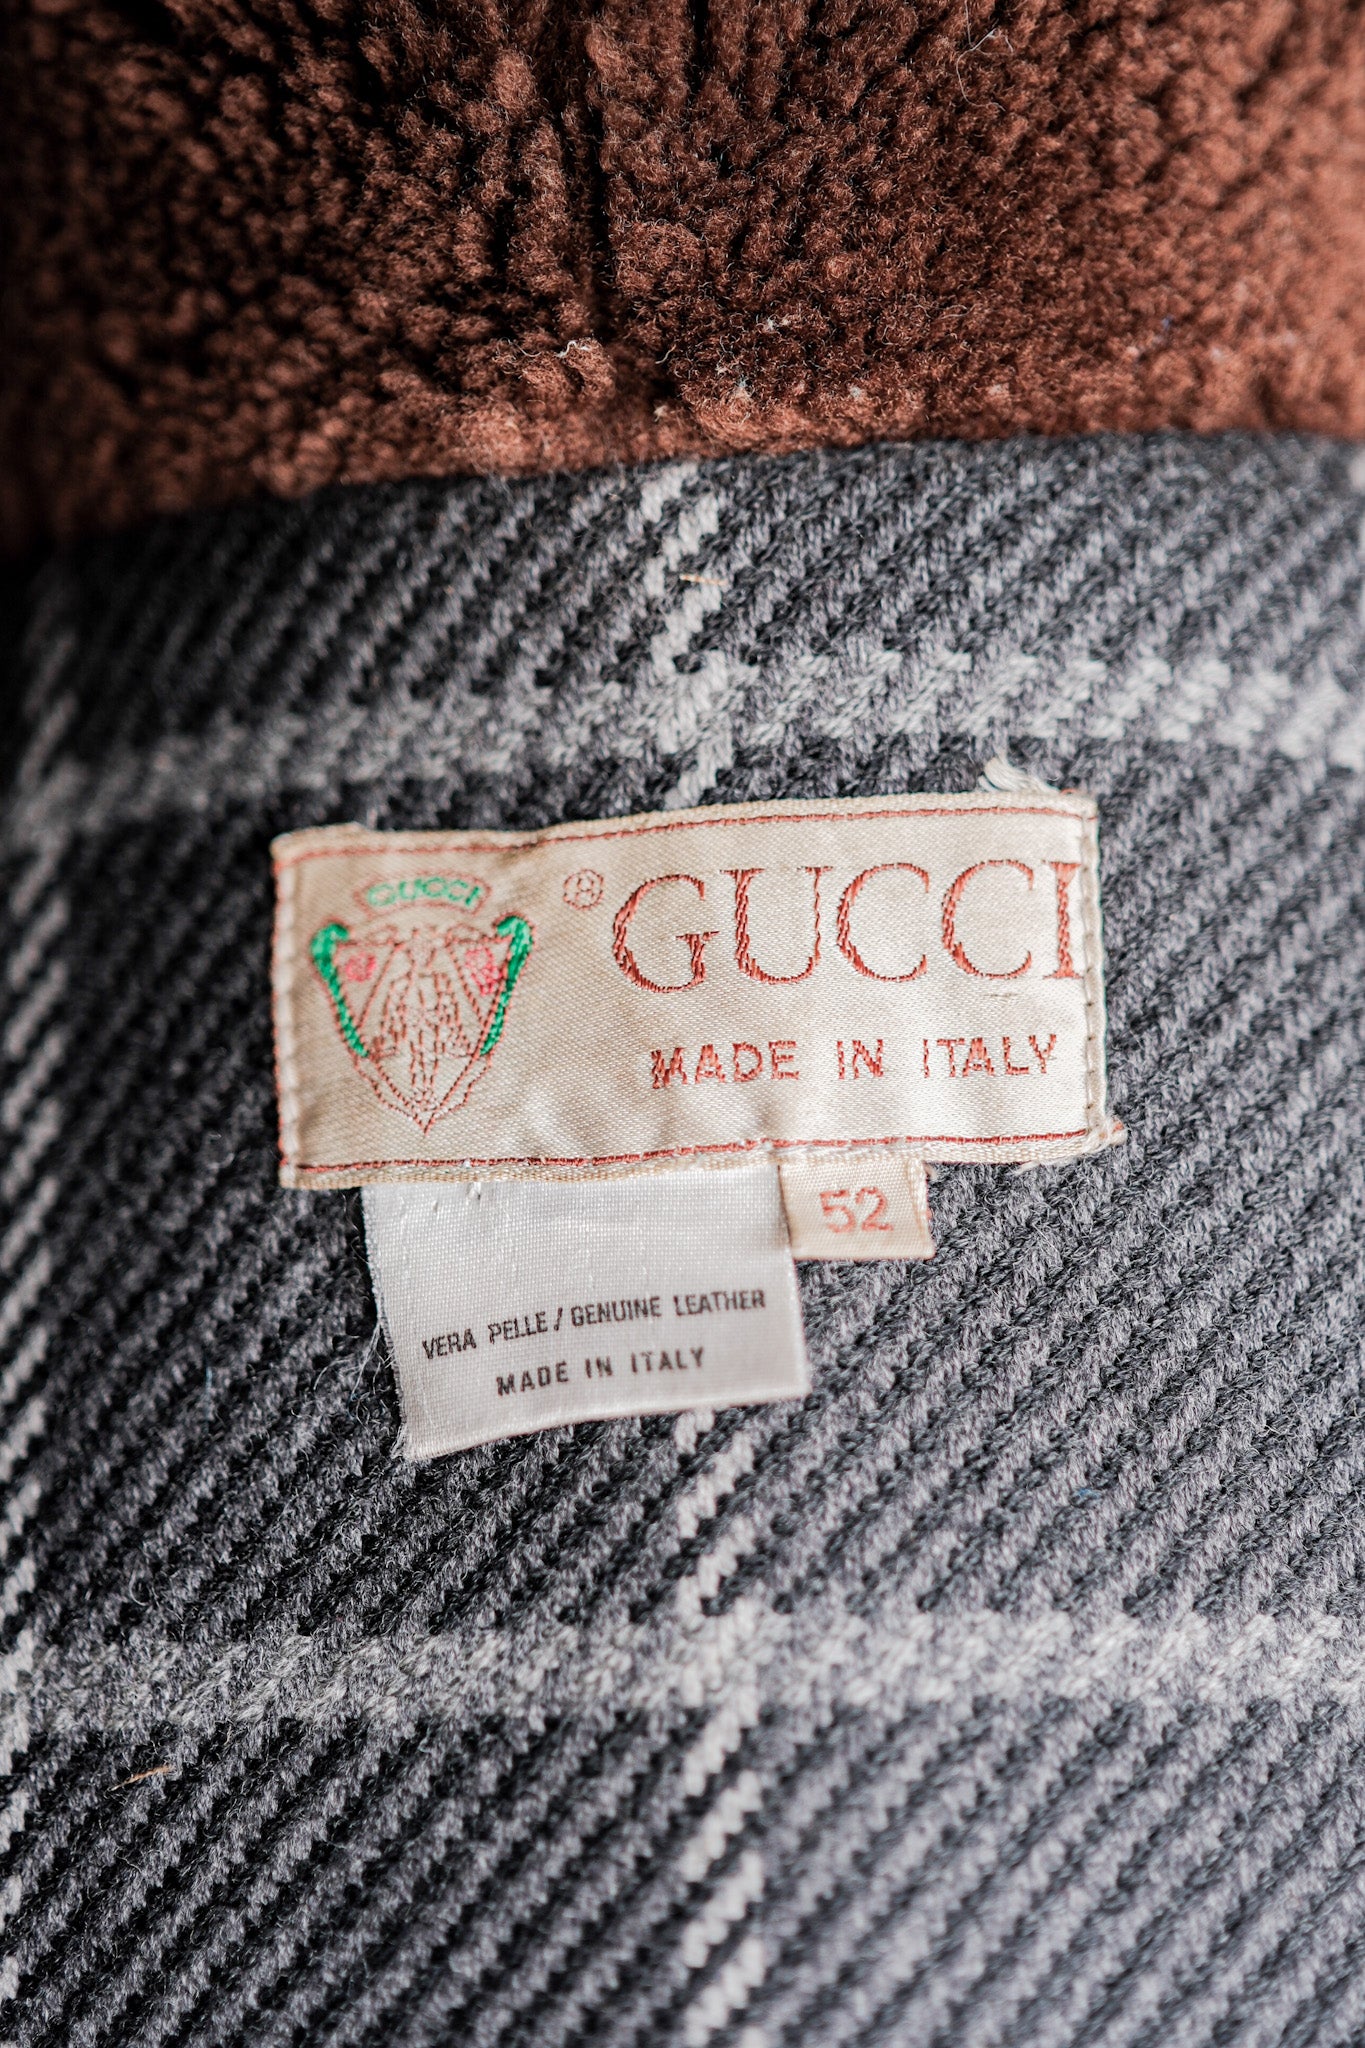 GUCCI
® GUCCI
MADE IN ITALY
52
VERA PELLE / GENUINE LEATHER
MADE IN ITALY